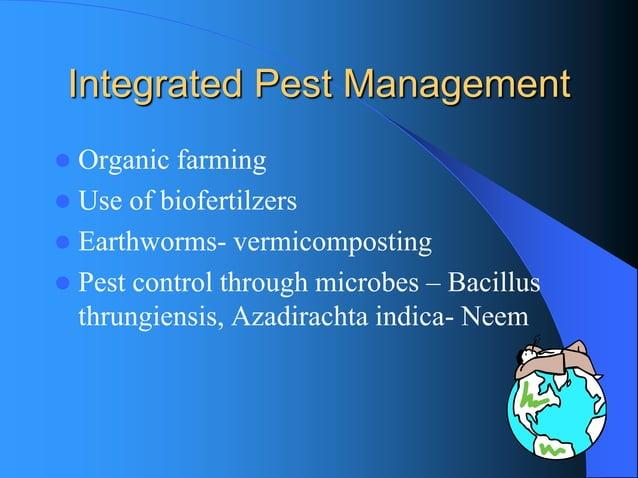 Integrated Pest Management
Organic farming
Use of biofertilzers
Earthworms- vermicomposting
Pest control through microbes – Bacillus
thrungiensis, Azadirachta indica- Neem